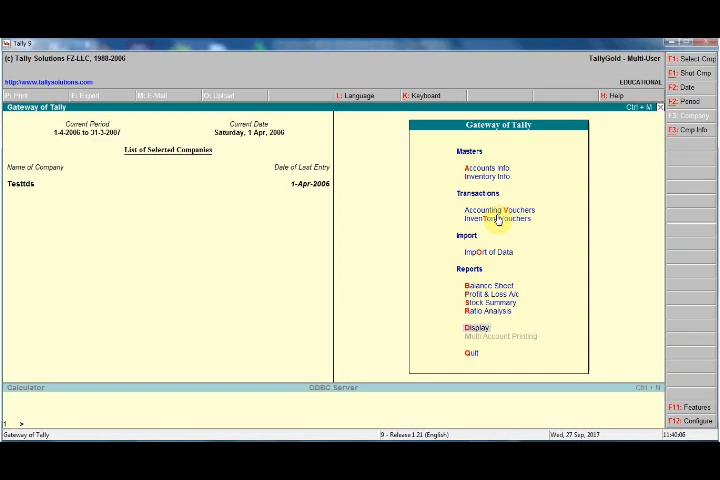 Tally 9
(c) Tally Solutions FZ-LLC, 1988-2006
TallyGold - Multi-User
http://www.tallysolutions.com
EDUCATIONAL
P: Print
E: Export
M: E-Mail
O: Upload
L: Language
K: Keyboard
H: Help
Gateway of Tally
Ctrl + M
Current Period
1-4-2006 to 31-3-2007
Current Date
Saturday, 1 Apr, 2006
List of Selected Companies
Name of Company
Date of Last Entry
Testtds
1-Apr-2006
Gateway of Tally
Masters
Accounts Info.
Inventory Info.
Transactions
Accounting Vouchers
InvenTory Vouchers
Import
ImpOrt of Data
Reports
Balance Sheet
Profit & Loss A/c
Stock Summary
Ratio Analysis
Display
Multi Account Printing
Quit
F1: Select Cmp
F1: Shut Cmp
F2: Date
F2: Period
F3: Company
F3: Cmp Info
F11: Features
F12: Configure
Calculator
ODBC Server
Ctrl + N
1 >
Gateway of Tally
9 - Release 1.21 (English)
Wed, 27 Sep, 2017
11:40:06